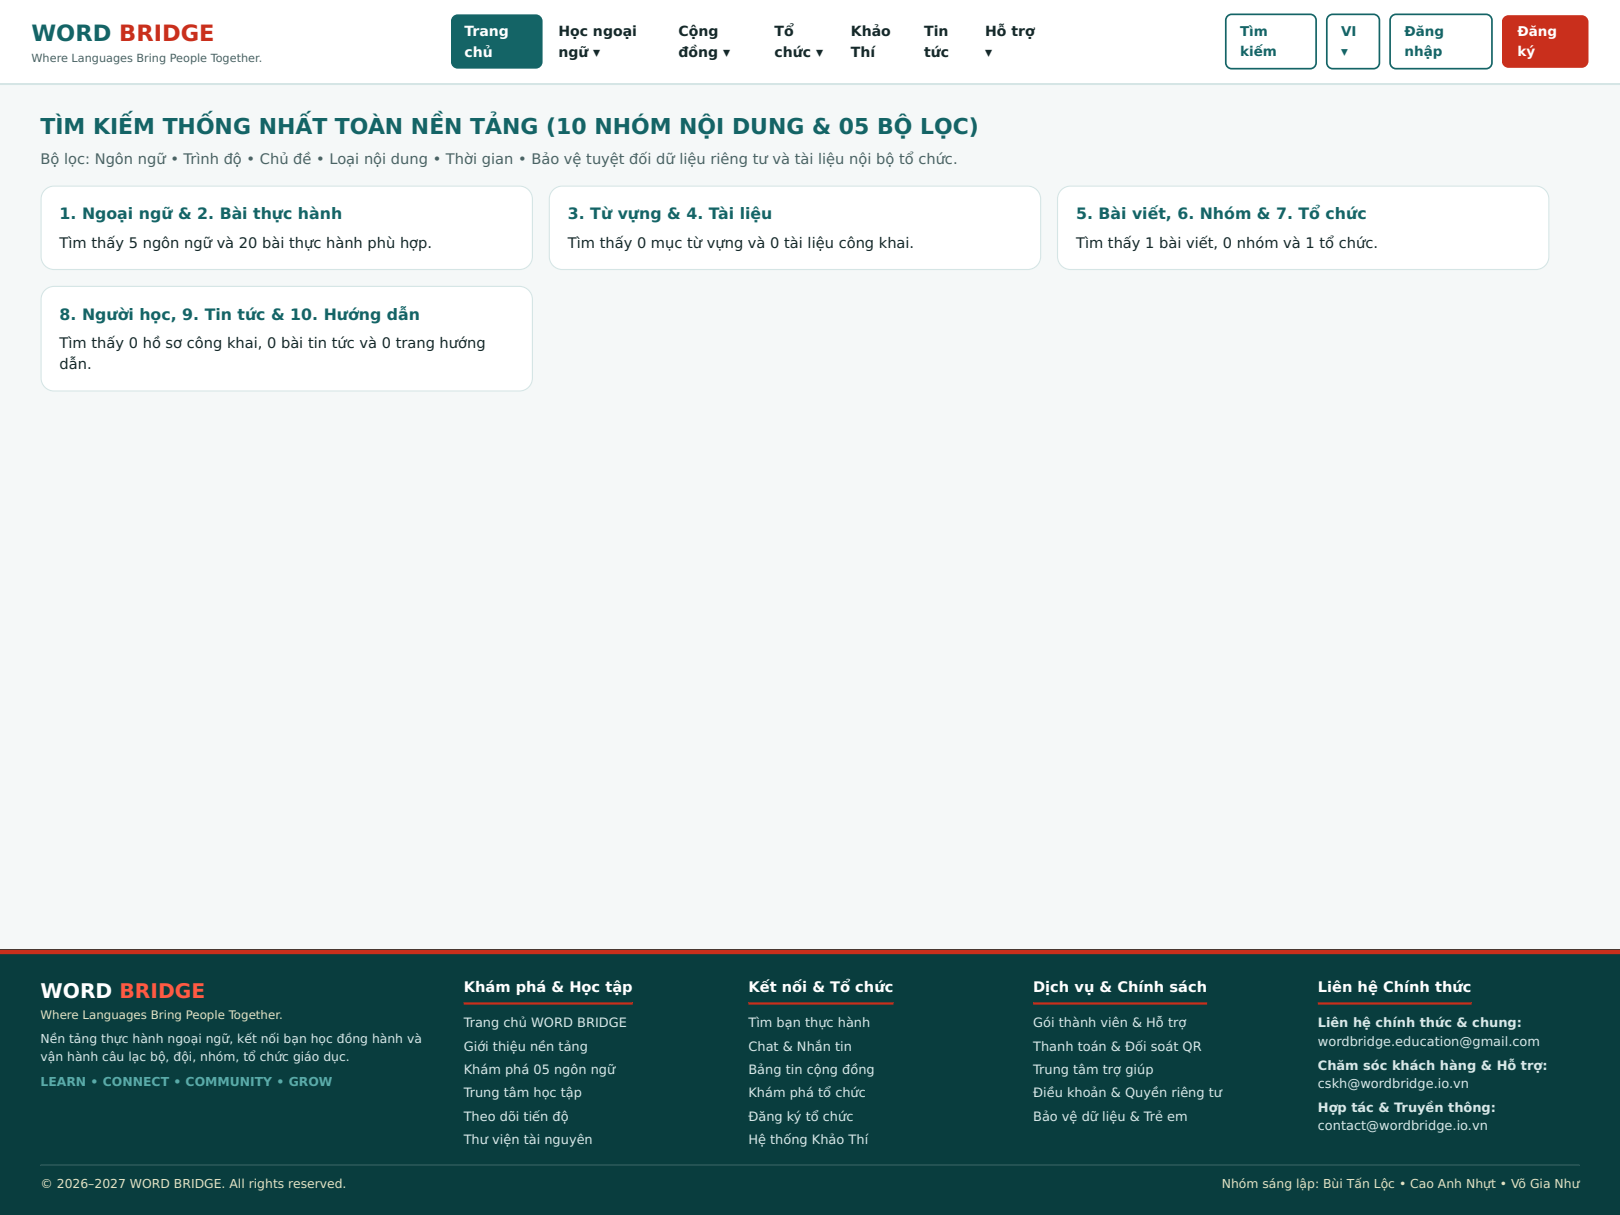 WORD BRIDGE
Where Languages Bring People Together.
Trang chủ
Học ngoại ngữ ▾
Cộng đồng ▾
Tổ chức ▾
Khảo Thí
Tin tức
Hỗ trợ ▾
Tìm kiếm
VI ▾
Đăng nhập
Đăng ký
TÌM KIẾM THỐNG NHẤT TOÀN NỀN TẢNG (10 NHÓM NỘI DUNG & 05 BỘ LỌC)
Bộ lọc: Ngôn ngữ • Trình độ • Chủ đề • Loại nội dung • Thời gian • Bảo vệ tuyệt đối dữ liệu riêng tư và tài liệu nội bộ tổ chức.
1. Ngoại ngữ & 2. Bài thực hành
Tìm thấy 5 ngôn ngữ và 20 bài thực hành phù hợp.
3. Từ vựng & 4. Tài liệu
Tìm thấy 0 mục từ vựng và 0 tài liệu công khai.
5. Bài viết, 6. Nhóm & 7. Tổ chức
Tìm thấy 1 bài viết, 0 nhóm và 1 tổ chức.
8. Người học, 9. Tin tức & 10. Hướng dẫn
Tìm thấy 0 hồ sơ công khai, 0 bài tin tức và 0 trang hướng
dẫn.
WORD BRIDGE
Where Languages Bring People Together.
Nền tảng thực hành ngoại ngữ, kết nối bạn học đồng hành và
vận hành câu lạc bộ, đội, nhóm, tổ chức giáo dục.
LEARN • CONNECT • COMMUNITY • GROW
Khám phá & Học tập
Trang chủ WORD BRIDGE
Giới thiệu nền tảng
Khám phá 05 ngôn ngữ
Trung tâm học tập
Theo dõi tiến độ
Thư viện tài nguyên
Kết nối & Tổ chức
Tìm bạn thực hành
Chat & Nhắn tin
Bảng tin cộng đồng
Khám phá tổ chức
Đăng ký tổ chức
Hệ thống Khảo Thí
Dịch vụ & Chính sách
Gói thành viên & Hỗ trợ
Thanh toán & Đối soát QR
Trung tâm trợ giúp
Điều khoản & Quyền riêng tư
Bảo vệ dữ liệu & Trẻ em
Liên hệ Chính thức
Liên hệ chính thức & chung:
wordbridge.education@gmail.com
Chăm sóc khách hàng & Hỗ trợ:
cskh@wordbridge.io.vn
Hợp tác & Truyền thông:
contact@wordbridge.io.vn
© 2026–2027 WORD BRIDGE. All rights reserved.
Nhóm sáng lập: Bùi Tấn Lộc • Cao Anh Nhựt • Võ Gia Như